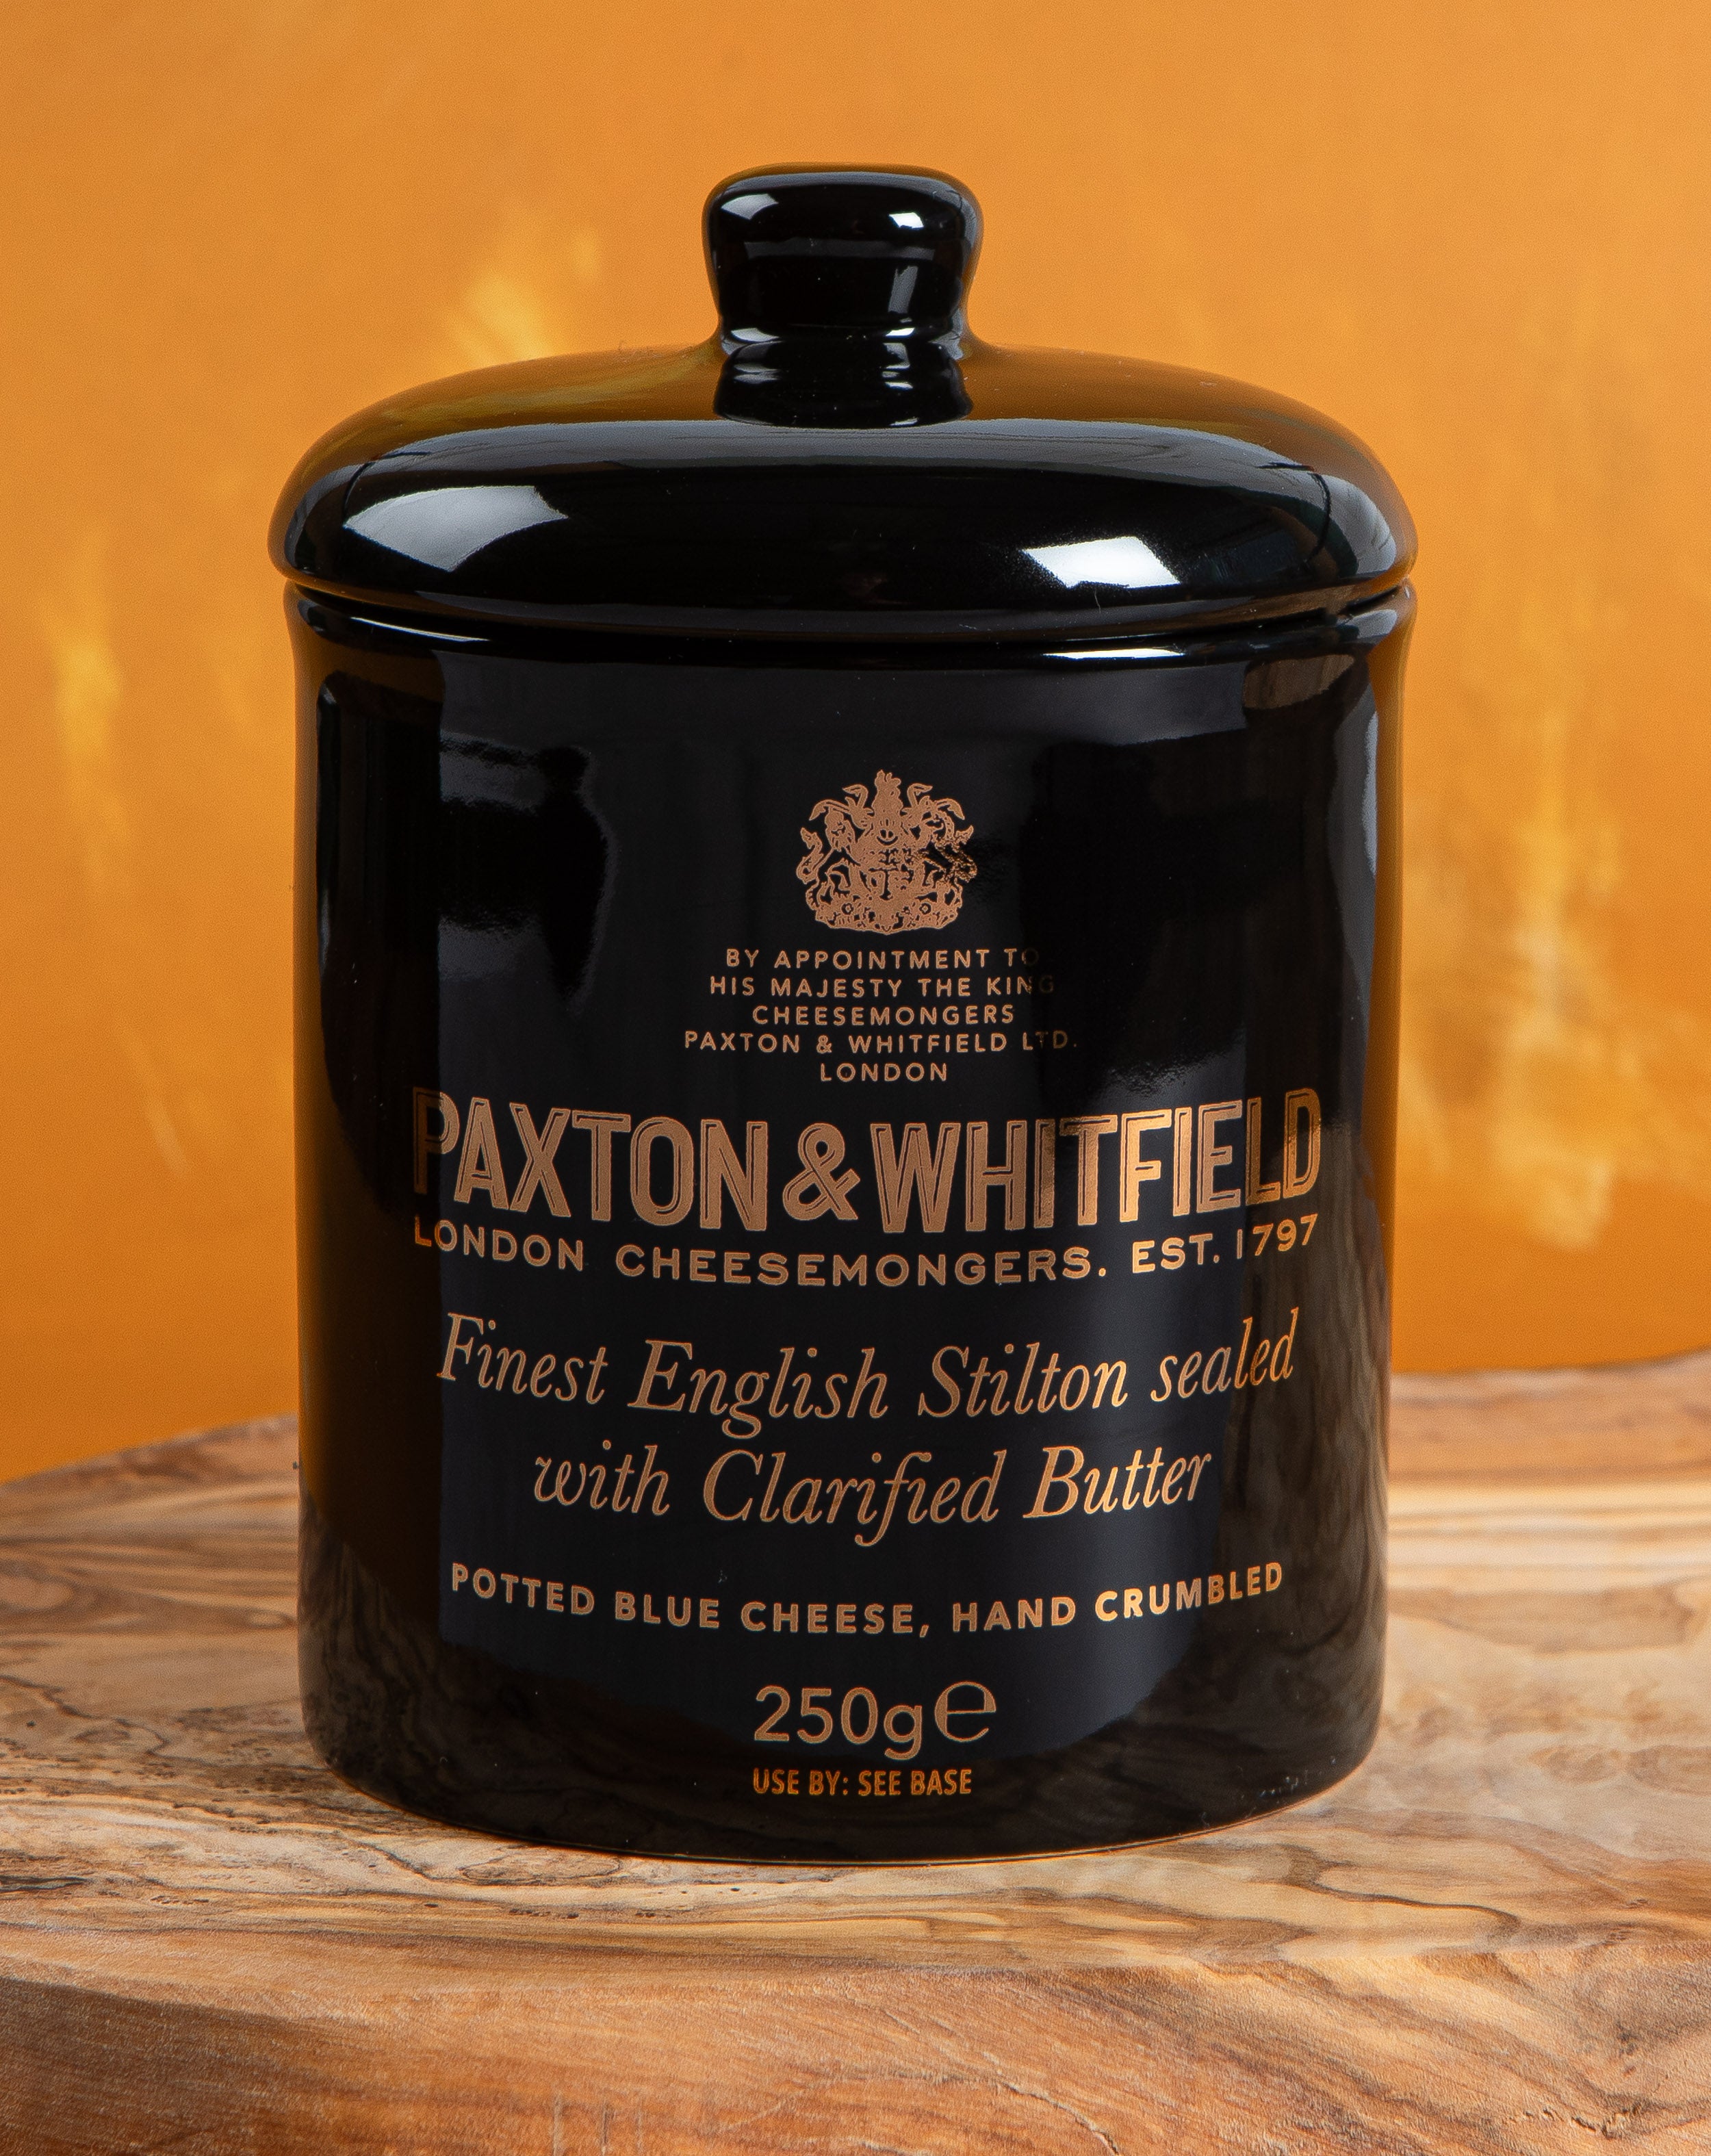 BY APPOINTMENT TO
HIS MAJESTY THE KING
CHEESEMONGERS
PAXTON & WHITFIELD LTD.
LONDON
PAXTON & WHITFIELD
LONDON CHEESEMONGERS. EST. 1797
Finest English Stilton sealed
with Clarified Butter
POTTED BLUE CHEESE, HAND CRUMBLED
250g℮
USE BY: SEE BASE